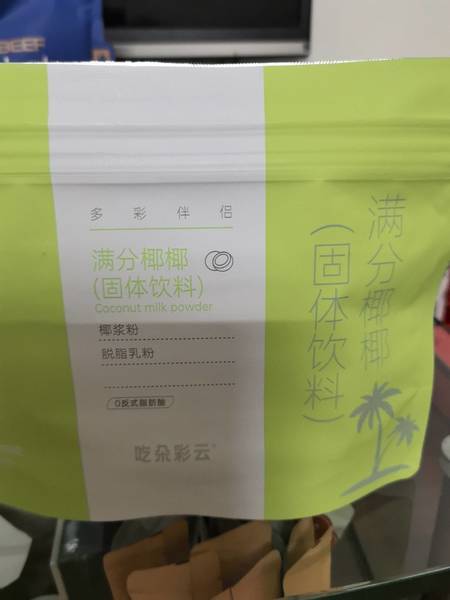 BEEF
多彩伴侣
满分椰椰
(固体饮料)
Coconut milk powder
椰浆粉
脱脂乳粉
0反式脂肪酸
吃朵彩云
满分椰椰
(固体饮料)